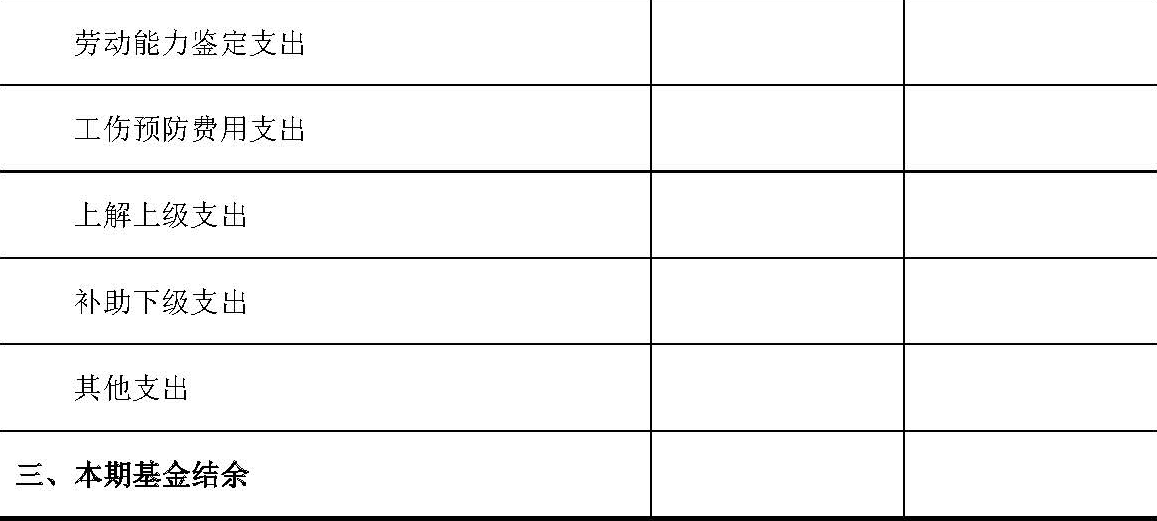 劳动能力鉴定支出
工伤预防费用支出
上解上级支出
补助下级支出
其他支出
三、本期基金结余